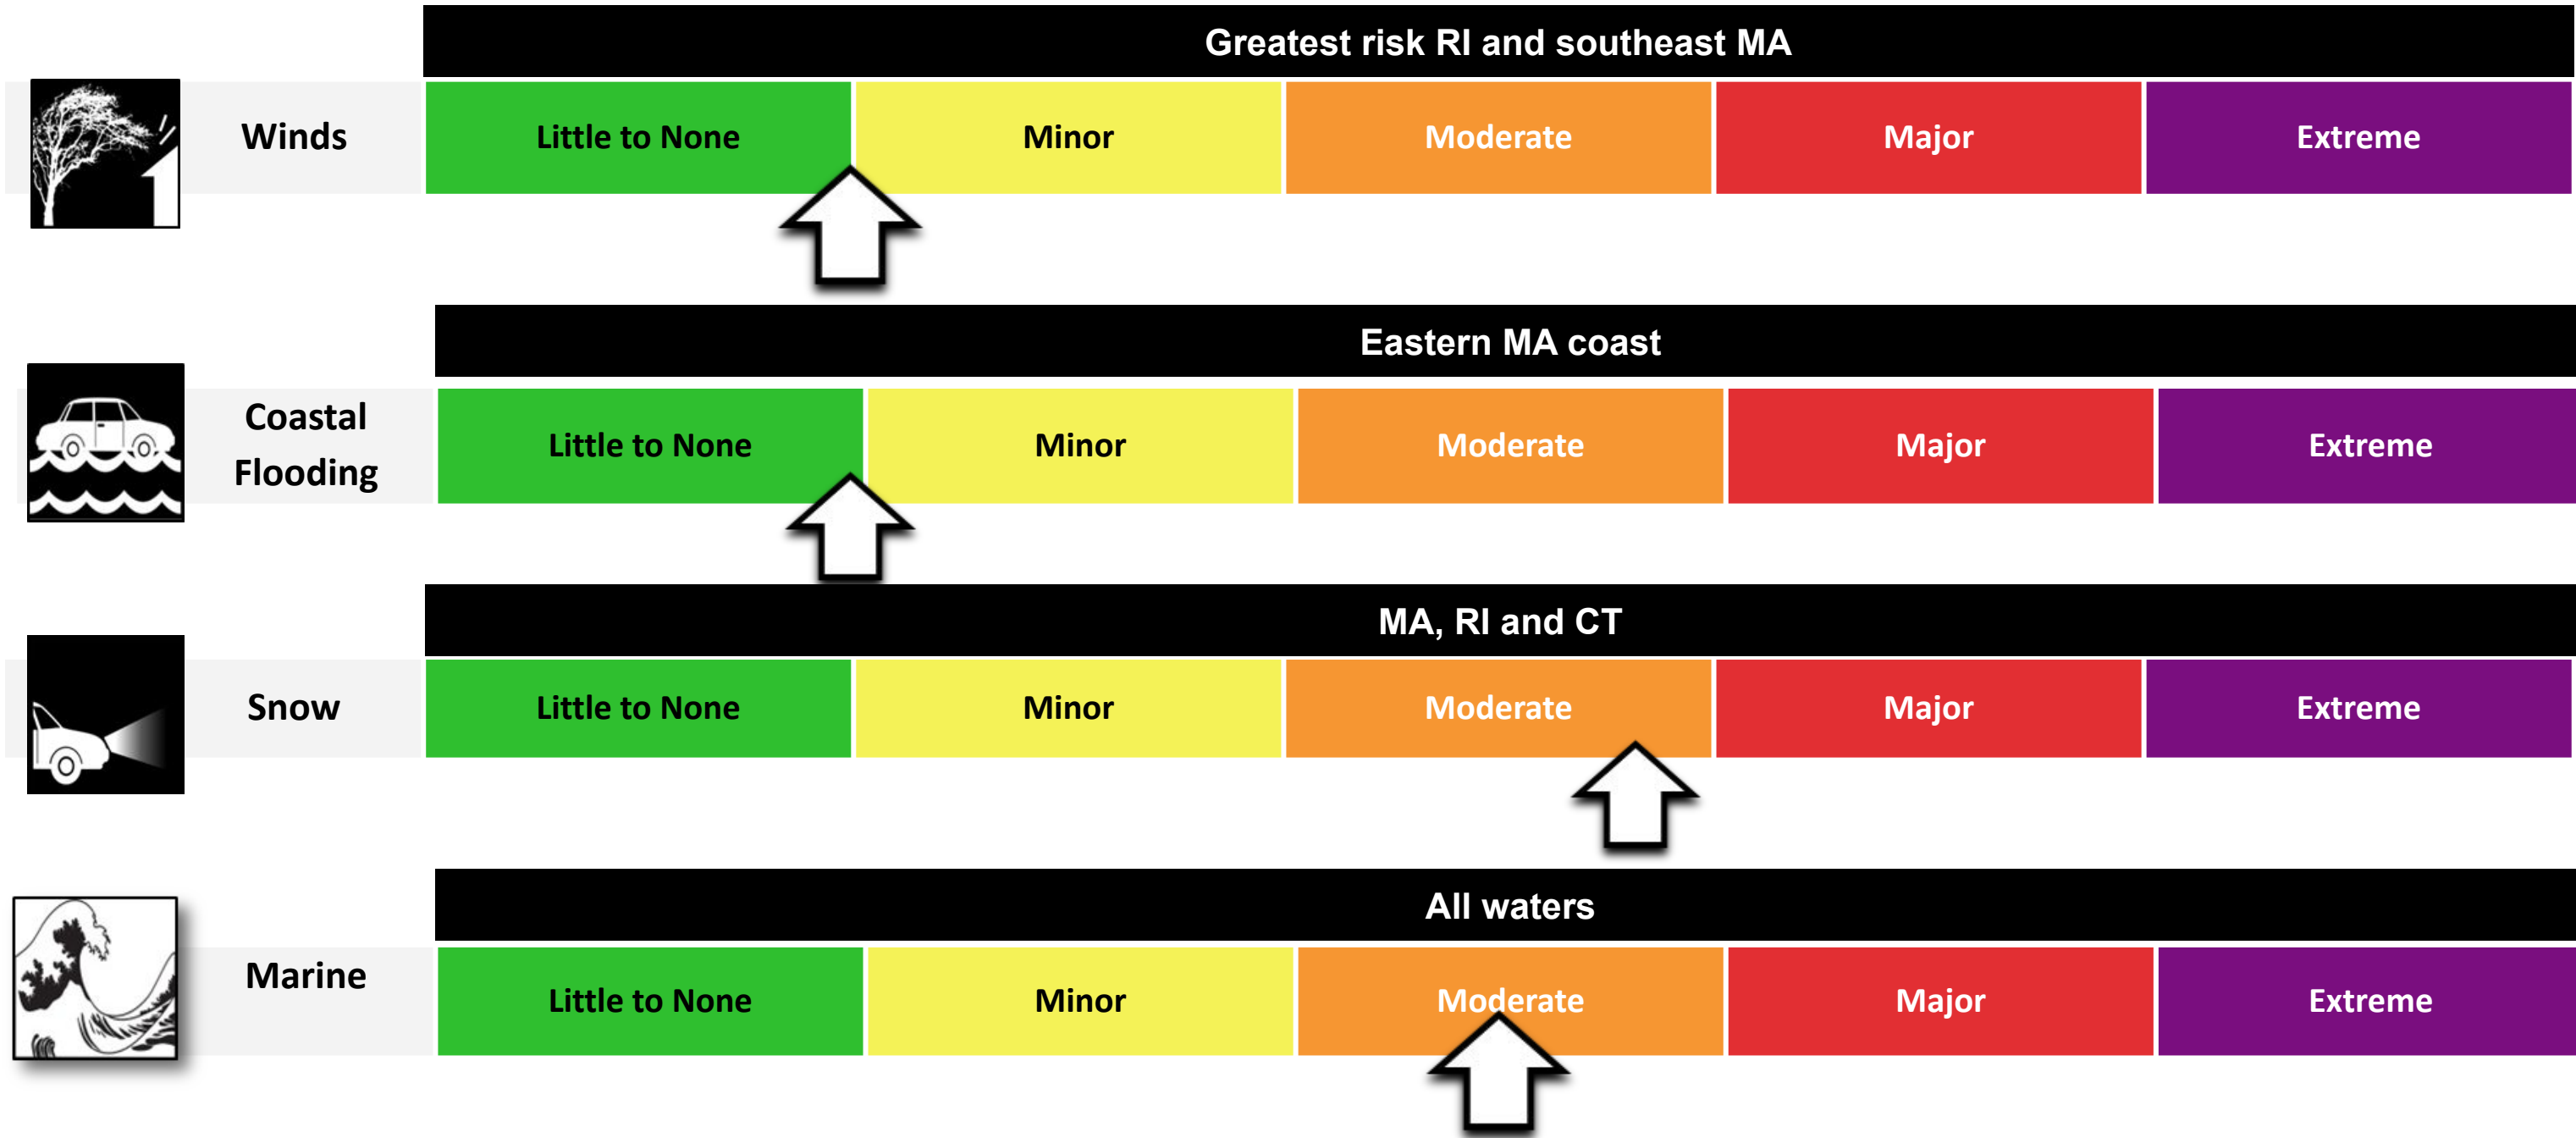 Greatest risk RI and southeast MA
Winds
Little to None
Minor
Moderate
Major
Extreme
Eastern MA coast
Coastal
Flooding
Little to None
Minor
Moderate
Major
Extreme
MA, RI and CT
Snow
Little to None
Minor
Moderate
Major
Extreme
All waters
Marine
Little to None
Minor
Moderate
Major
Extreme